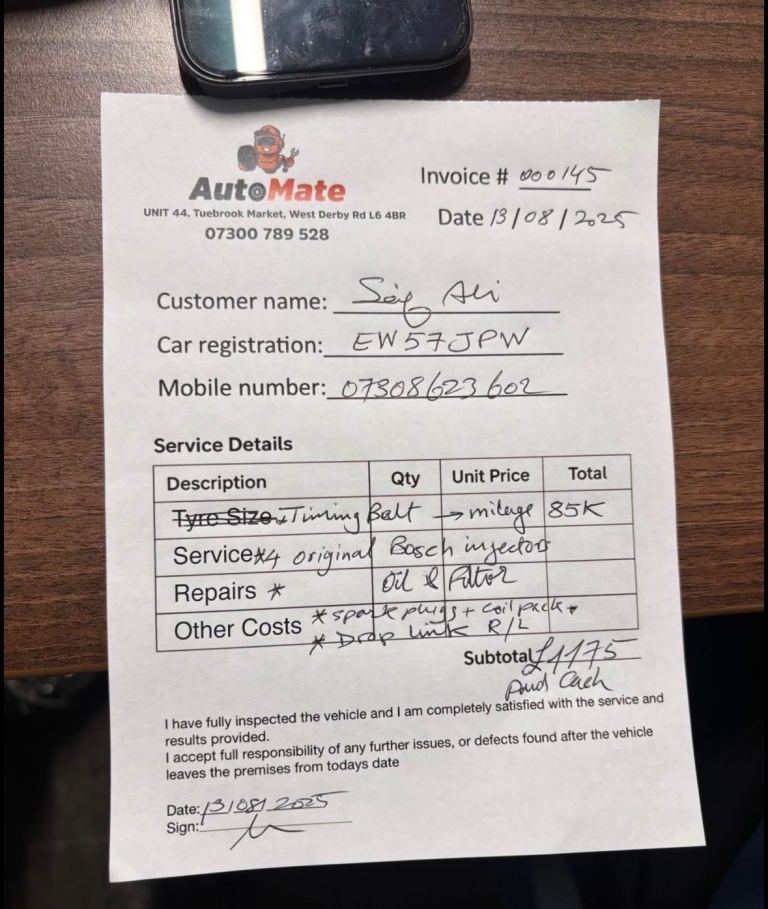 AutoMate
UNIT 44, Tuebrook Market, West Derby Rd L6 4BR
07300 789 528
Invoice # 000145
Date 13/08/2025
Customer name: Ali
Car registration: EW57JPW
Mobile number: 07308623602
Service Details
Description Qty Unit Price Total
Tyre Size Timing Balt → mileage 85K
Service *4 original Bosch injectors
Repairs * Oil & Filtor
Other Costs * spark plugs + coil pack +
* Drop link R/L
Subtotal £1175
paid Cash
I have fully inspected the vehicle and I am completely satisfied with the service and
results provided.
I accept full responsibility of any further issues, or defects found after the vehicle
leaves the premises from todays date
Date: 13/08/2025
Sign: